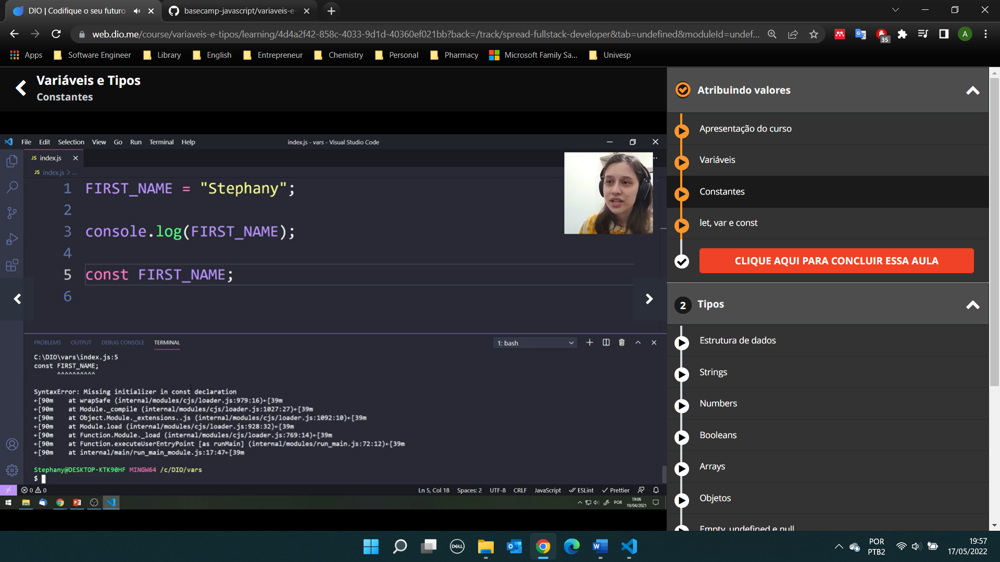 DIO | Codifique o seu futuro
basecamp-javascript/variaveis-e-
web.dio.me/course/variaveis-e-tipos/learning/4d4a2f42-858c-4033-9d1d-40360ef021bb?back=/track/spread-fullstack-developer&tab=undefined&moduleId=undef...
35
A
Apps
Software Engineer
Library
English
Entrepreneur
Chemistry
Personal
Pharmacy
Microsoft Family Sa...
Univesp
Variáveis e Tipos
Constantes
File Edit Selection View Go Run Terminal Help
index.js - vars - Visual Studio Code
JS index.js
JS index.js > ...
1 FIRST_NAME = "Stephany";
2
3 console.log(FIRST_NAME);
4
5 const FIRST_NAME;
6
PROBLEMS OUTPUT DEBUG CONSOLE TERMINAL
1: bash
C:\DIO\vars\index.js:5
const FIRST_NAME;
^^^^^^^^^^
SyntaxError: Missing initializer in const declaration
←[90m    at wrapSafe (internal/modules/cjs/loader.js:979:16)←[39m
←[90m    at Module._compile (internal/modules/cjs/loader.js:1027:27)←[39m
←[90m    at Object.Module._extensions..js (internal/modules/cjs/loader.js:1092:10)←[39m
←[90m    at Module.load (internal/modules/cjs/loader.js:928:32)←[39m
←[90m    at Function.Module._load (internal/modules/cjs/loader.js:769:14)←[39m
←[90m    at Function.executeUserEntryPoint [as runMain] (internal/modules/run_main.js:72:12)←[39m
←[90m    at internal/main/run_main_module.js:17:47←[39m
Stephany@DESKTOP-KTK90HF MINGW64 /c/DIO/vars
$
0 0
Ln 5, Col 18 Spaces: 2 UTF-8 CRLF JavaScript ESLint Prettier
POR
19:06
19/04/2021
Atribuindo valores
Apresentação do curso
Variáveis
Constantes
let, var e const
CLIQUE AQUI PARA CONCLUIR ESSA AULA
2 Tipos
Estrutura de dados
Strings
Numbers
Booleans
Arrays
Objetos
Empty, undefined e null
DELL
POR
PTB2
19:57
17/05/2022